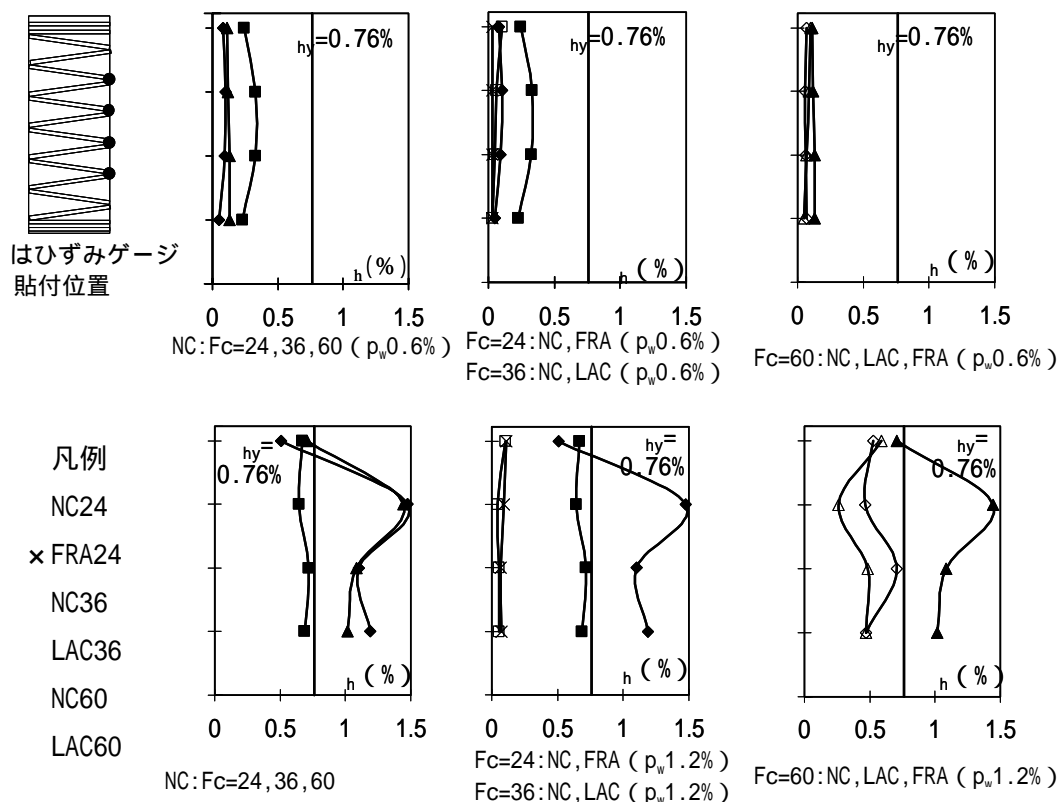 はひずみゲージ
貼付位置
hy=0.76%
h(%)
0 0.5 1 1.5
NC:Fc=24,36,60(pw0.6%)
hy=0.76%
h(%)
0 0.5 1 1.5
Fc=24:NC,FRA(pw0.6%)
Fc=36:NC,LAC(pw0.6%)
hy=0.76%
h(%)
0 0.5 1 1.5
Fc=60:NC,LAC,FRA(pw0.6%)
凡例
NC24
×FRA24
NC36
LAC36
NC60
LAC60
hy=
0.76%
h(%)
0 0.5 1 1.5
NC:Fc=24,36,60
hy=
0.76%
h(%)
0 0.5 1 1.5
Fc=24:NC,FRA(pw1.2%)
Fc=36:NC,LAC(pw1.2%)
hy=
0.76%
h(%)
0 0.5 1 1.5
Fc=60:NC,LAC,FRA(pw1.2%)